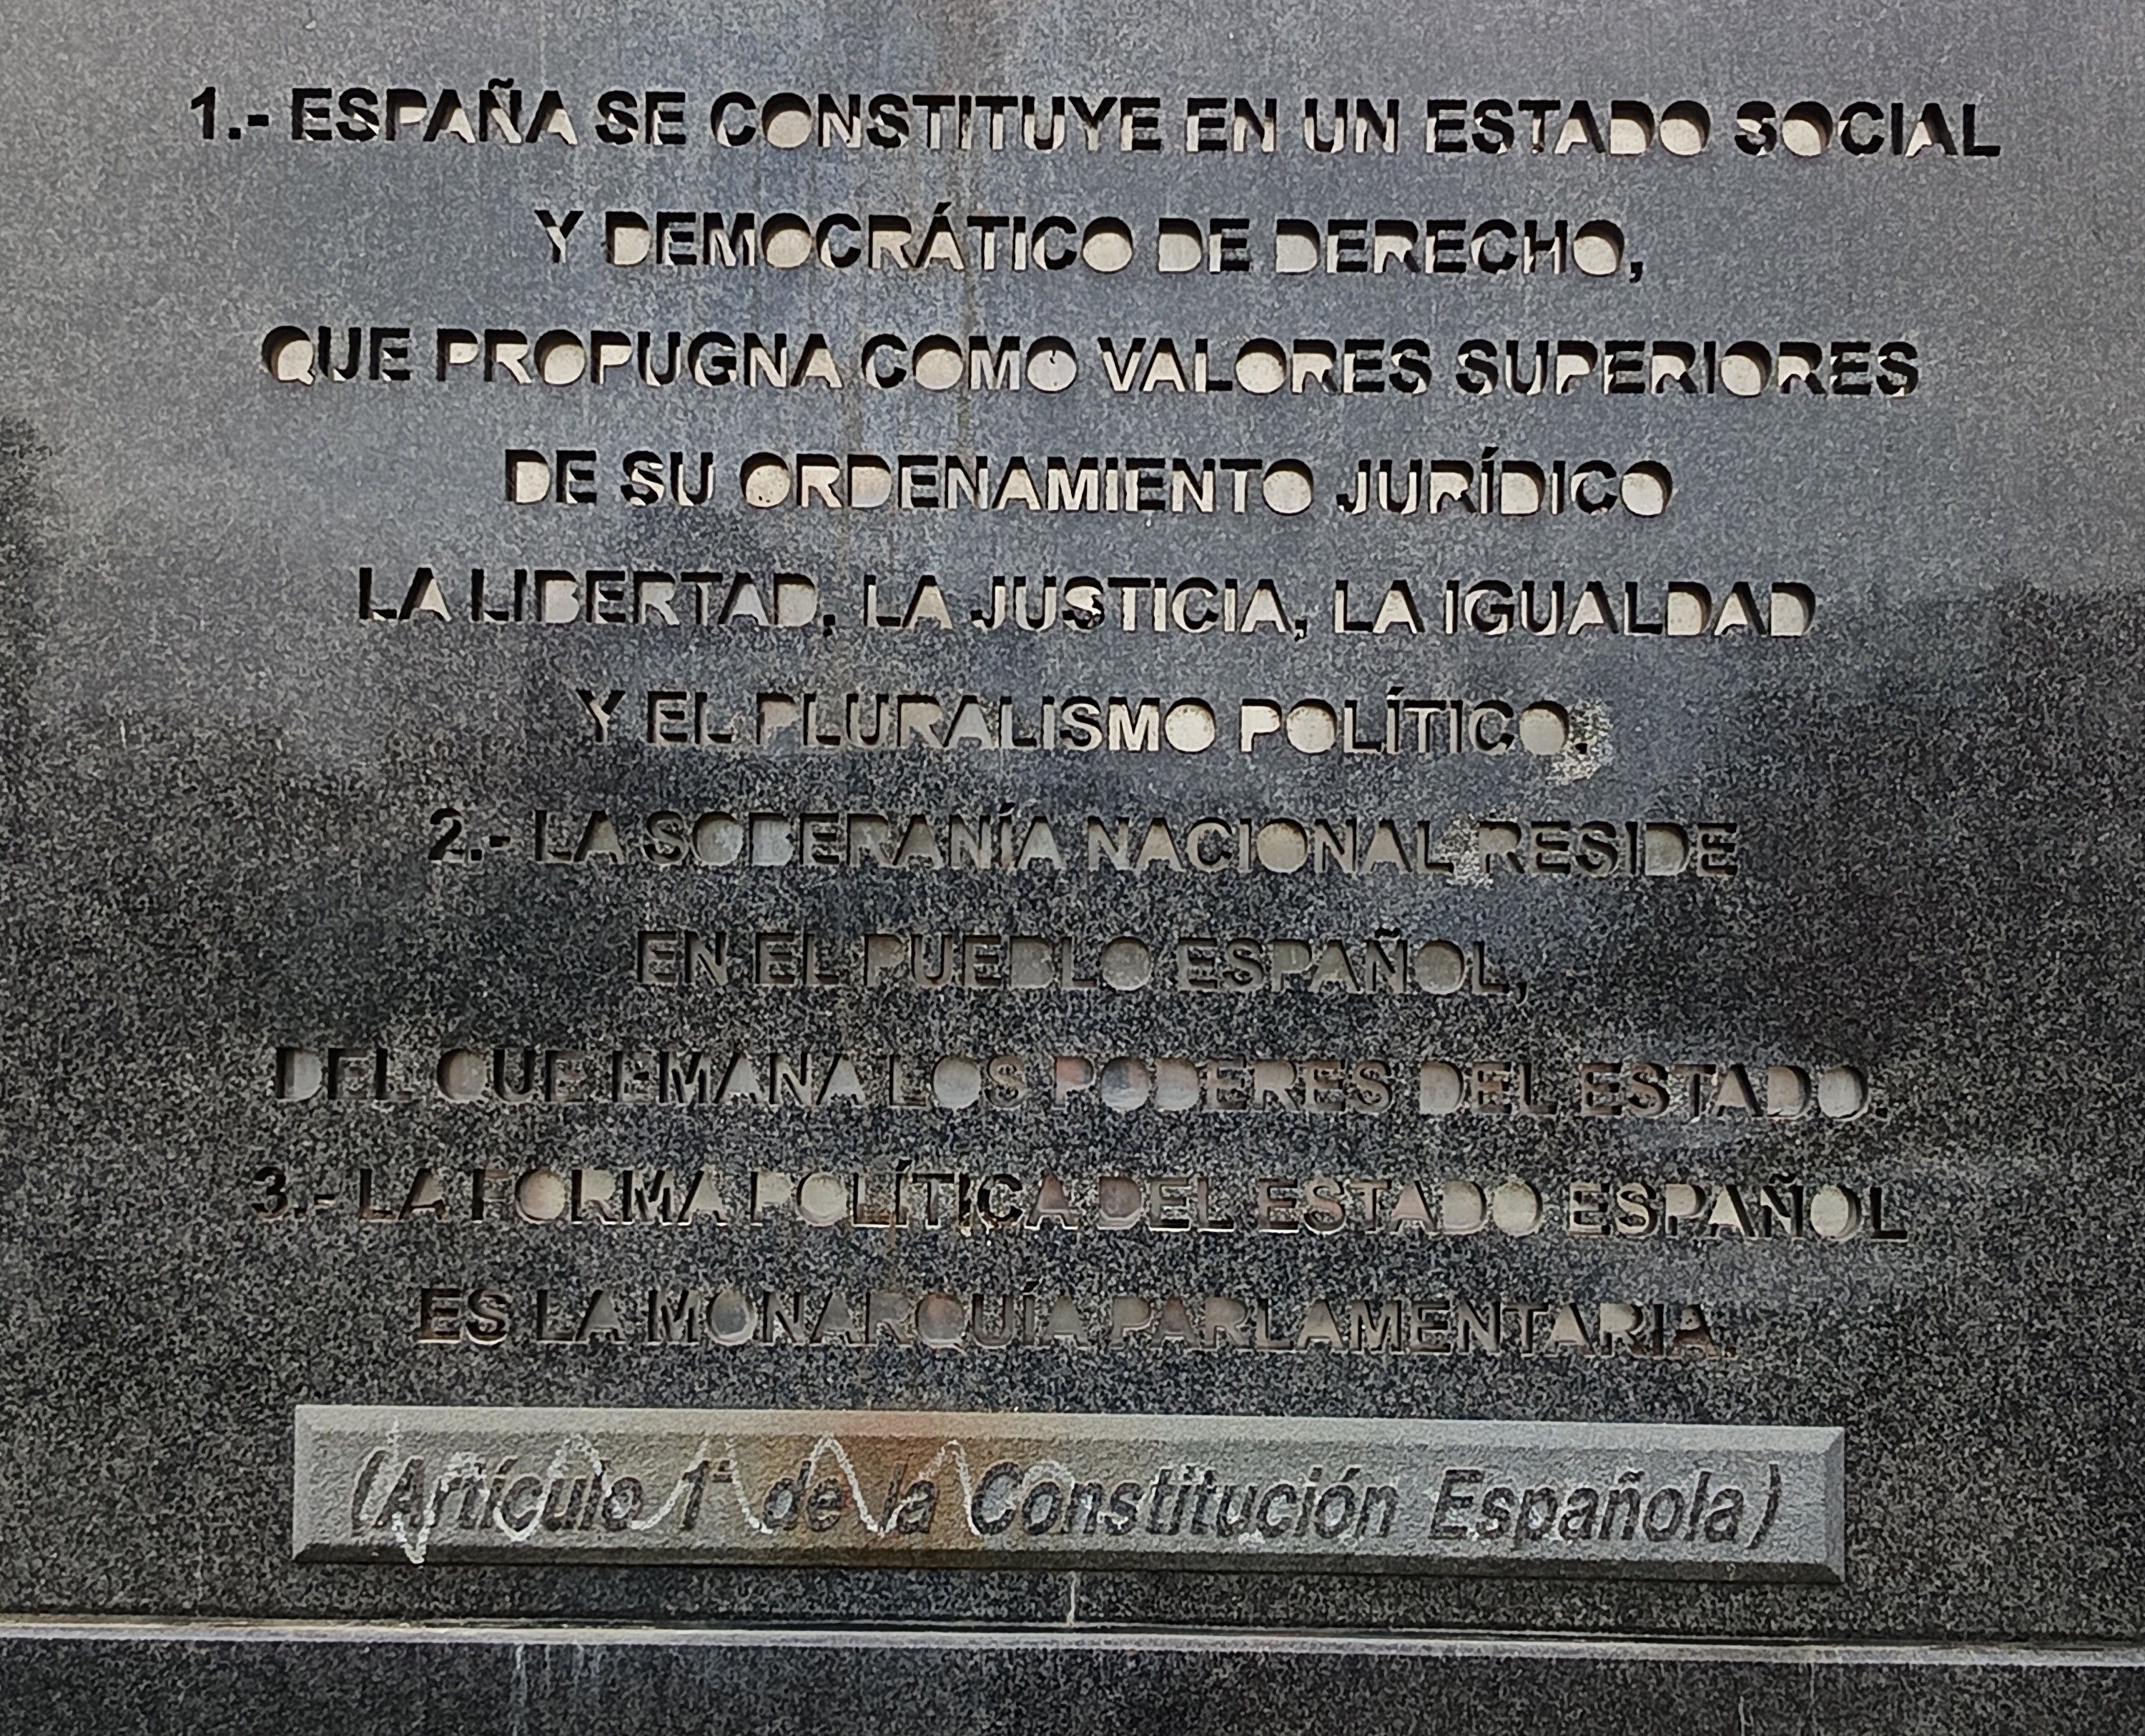 1.- ESPAÑA SE CONSTITUYE EN UN ESTADO SOCIAL
Y DEMOCRÁTICO DE DERECHO,
QUE PROPUGNA COMO VALORES SUPERIORES
DE SU ORDENAMIENTO JURÍDICO
LA LIBERTAD, LA JUSTICIA, LA IGUALDAD
Y EL PLURALISMO POLÍTICO.
2.- LA SOBERANÍA NACIONAL RESIDE
EN EL PUEBLO ESPAÑOL,
DEL QUE EMANA LOS PODERES DEL ESTADO.
3.- LA FORMA POLÍTICA DEL ESTADO ESPAÑOL
ES LA MONARQUÍA PARLAMENTARIA.
(Artículo 1º de la Constitución Española)